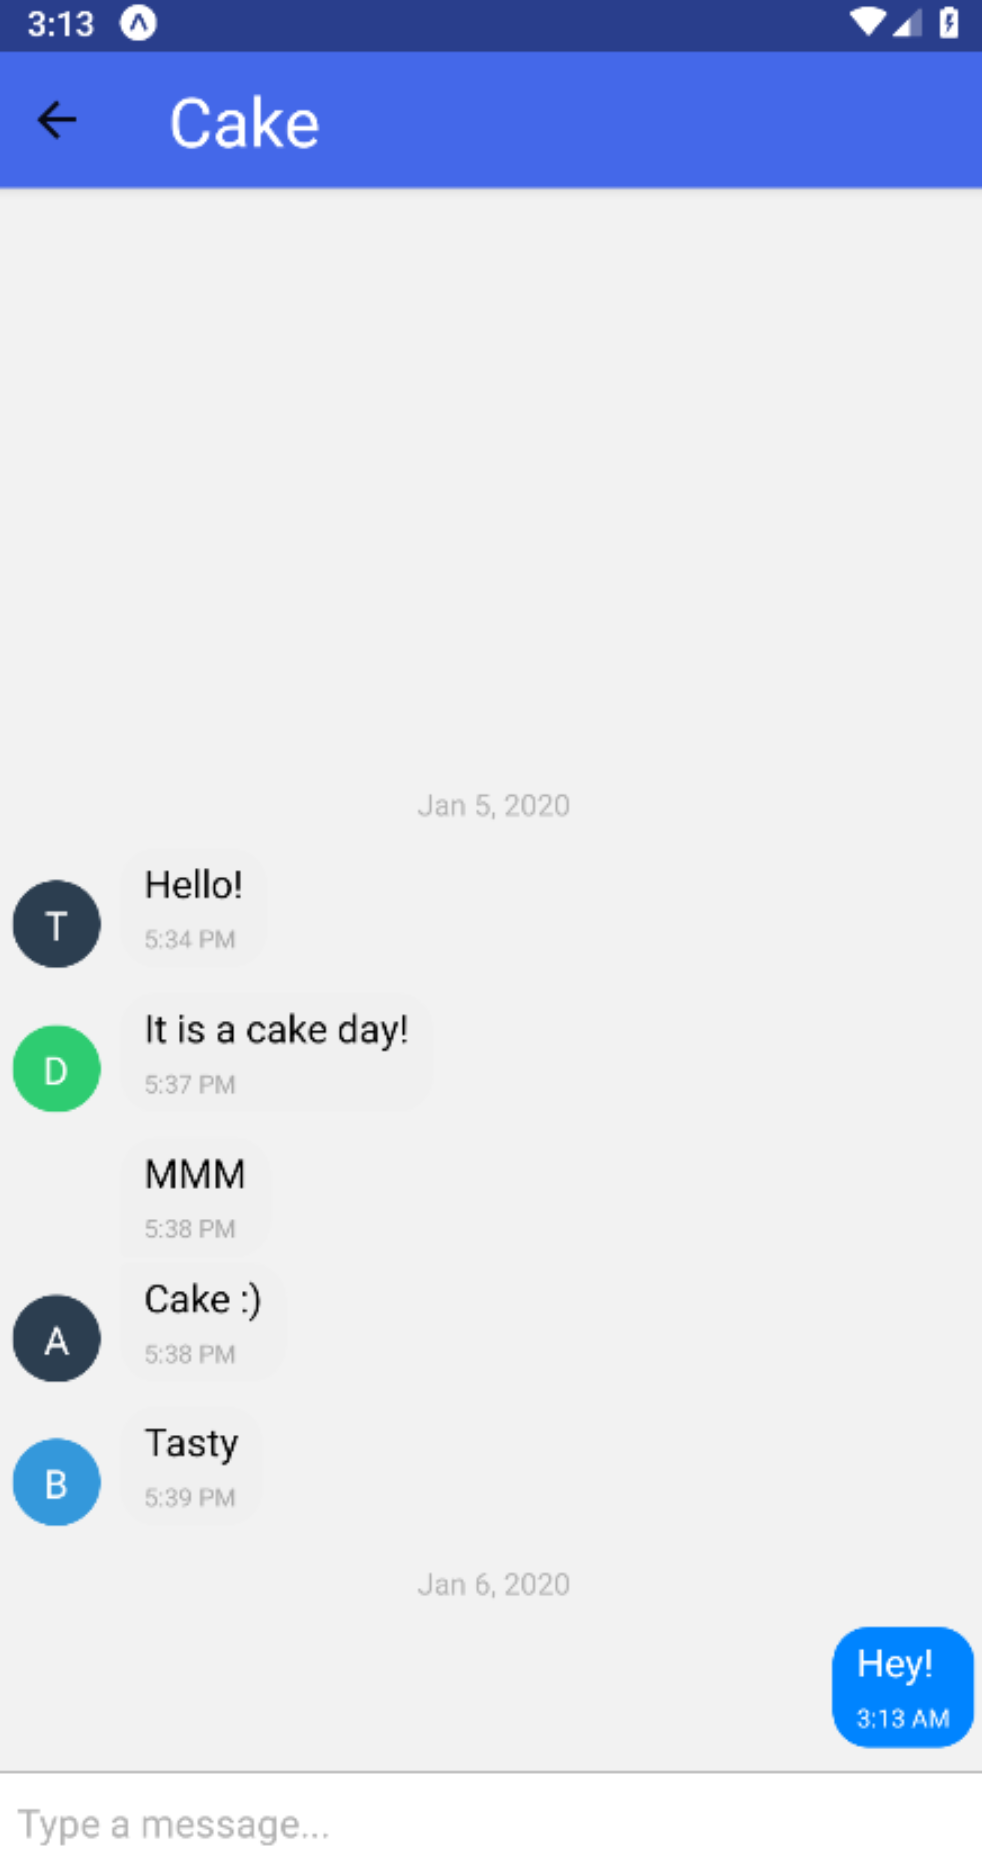 3:13
Cake
Jan 5, 2020
Hello!
5:34 PM
T
It is a cake day!
5:37 PM
D
MMM
5:38 PM
Cake :)
5:38 PM
A
Tasty
5:39 PM
B
Jan 6, 2020
Hey!
3:13 AM
Type a message...